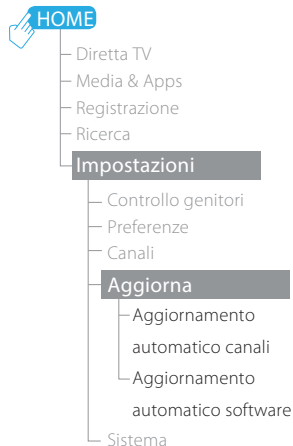 HOME
Diretta TV
Media & Apps
Registrazione
Ricerca
Impostazioni
Controllo genitori
Preferenze
Canali
Aggiorna
Aggiornamento
automatico canali
Aggiornamento
automatico software
Sistema